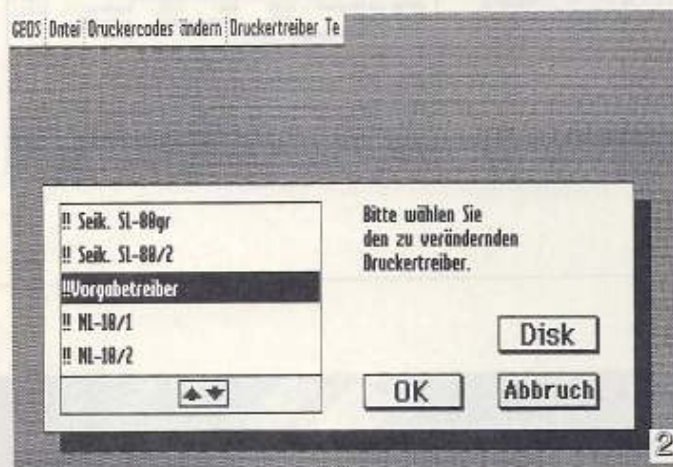 GEOS Datei Druckercodes ändern Druckertreiber Te
!! Seik. SL-80gr
!! Seik. SL-80/2
!!Vorgabetreiber
!! NL-10/1
!! NL-10/2
Bitte wählen Sie
den zu verändernden
Druckertreiber.
Disk
OK Abbruch
2